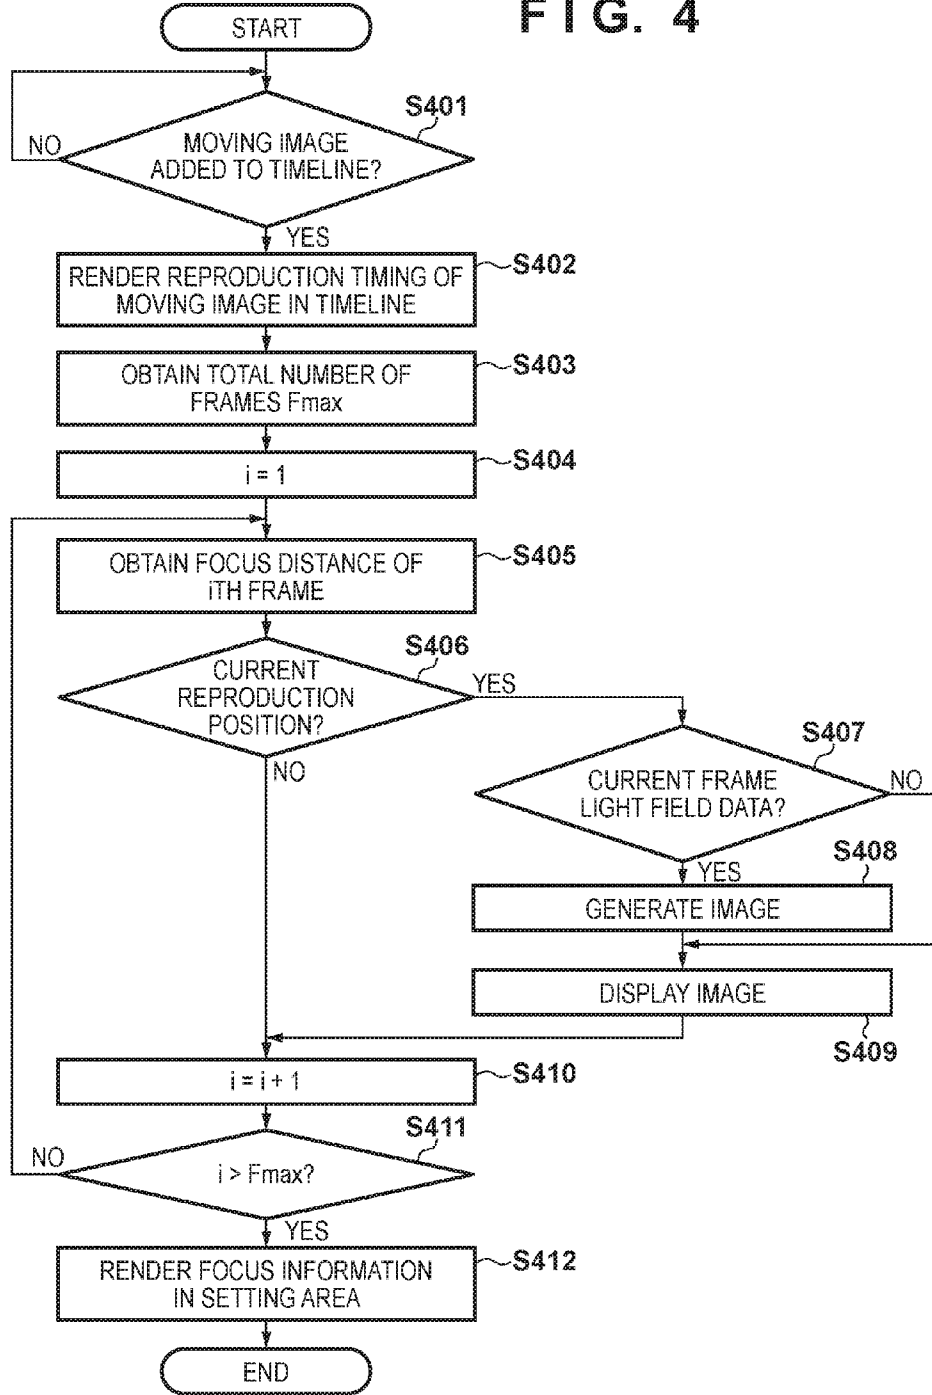 FIG. 4
START
S401
MOVING IMAGE
ADDED TO TIMELINE?
NO
YES
S402
RENDER REPRODUCTION TIMING OF
MOVING IMAGE IN TIMELINE
S403
OBTAIN TOTAL NUMBER OF
FRAMES Fmax
S404
i = 1
S405
OBTAIN FOCUS DISTANCE OF
iTH FRAME
S406
CURRENT
REPRODUCTION
POSITION?
YES
NO
S407
CURRENT FRAME
LIGHT FIELD DATA?
NO
YES
S408
GENERATE IMAGE
DISPLAY IMAGE
S409
S410
i = i + 1
S411
i > Fmax?
NO
YES
S412
RENDER FOCUS INFORMATION
IN SETTING AREA
END